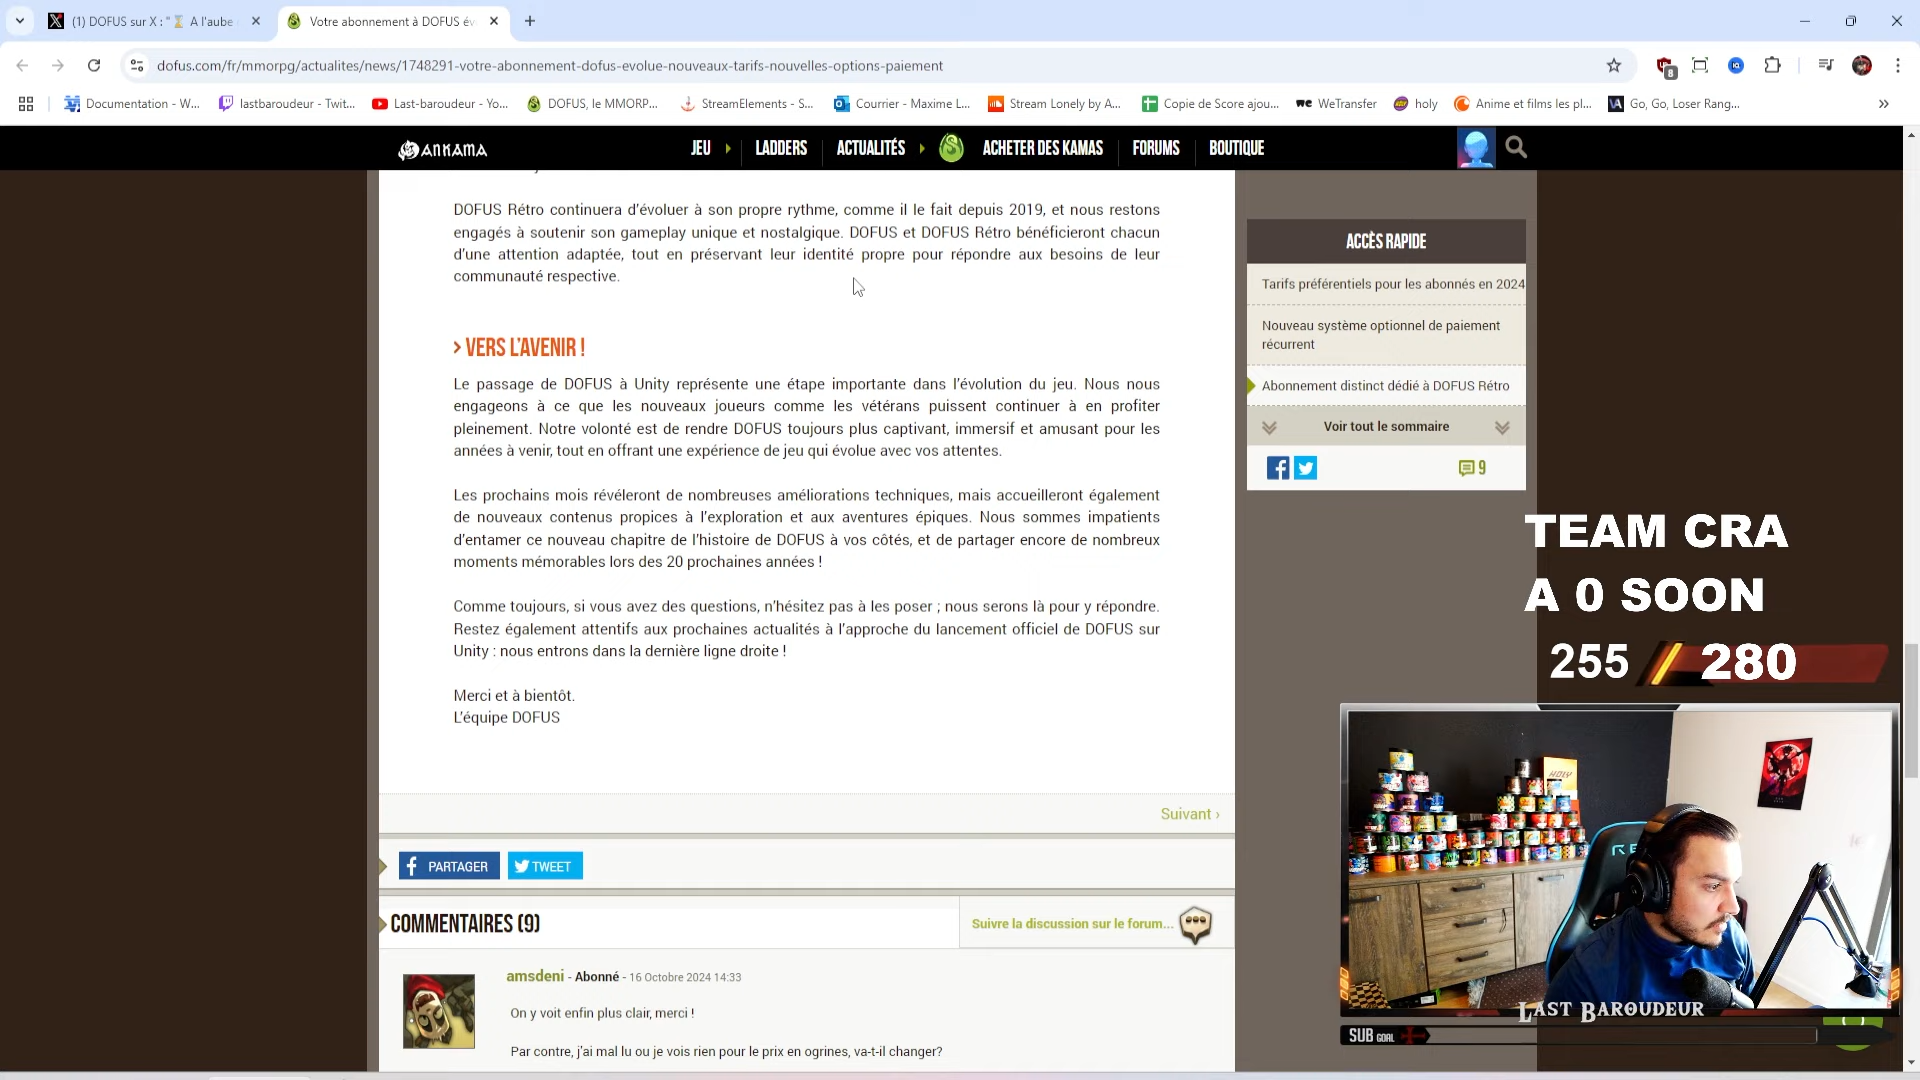 (1) DOFUS sur X : "⏳ A l'aube
Votre abonnement à DOFUS év
dofus.com/fr/mmorpg/actualites/news/1748291-votre-abonnement-dofus-evolue-nouveaux-tarifs-nouvelles-options-paiement
8
Documentation - W...
lastbaroudeur - Twit...
Last-baroudeur - Yo...
DOFUS, le MMORP...
StreamElements - S...
Courrier - Maxime L...
Stream Lonely by A...
Copie de Score ajou...
WeTransfer
holy
Anime et films les pl...
Go, Go, Loser Rang...
ANKAMA
JEU
LADDERS
ACTUALITÉS
ACHETER DES KAMAS
FORUMS
BOUTIQUE
DOFUS Rétro continuera d'évoluer à son propre rythme, comme il le fait depuis 2019, et nous restons
engagés à soutenir son gameplay unique et nostalgique. DOFUS et DOFUS Rétro bénéficieront chacun
d'une attention adaptée, tout en préservant leur identité propre pour répondre aux besoins de leur
communauté respective.
> VERS L'AVENIR !
Le passage de DOFUS à Unity représente une étape importante dans l'évolution du jeu. Nous nous
engageons à ce que les nouveaux joueurs comme les vétérans puissent continuer à en profiter
pleinement. Notre volonté est de rendre DOFUS toujours plus captivant, immersif et amusant pour les
années à venir, tout en offrant une expérience de jeu qui évolue avec vos attentes.
Les prochains mois révéleront de nombreuses améliorations techniques, mais accueilleront également
de nouveaux contenus propices à l'exploration et aux aventures épiques. Nous sommes impatients
d'entamer ce nouveau chapitre de l'histoire de DOFUS à vos côtés, et de partager encore de nombreux
moments mémorables lors des 20 prochaines années !
Comme toujours, si vous avez des questions, n'hésitez pas à les poser ; nous serons là pour y répondre.
Restez également attentifs aux prochaines actualités à l'approche du lancement officiel de DOFUS sur
Unity : nous entrons dans la dernière ligne droite !
Merci et à bientôt.
L'équipe DOFUS
Suivant ›
PARTAGER
TWEET
COMMENTAIRES (9)
Suivre la discussion sur le forum...
amsdeni - Abonné - 16 Octobre 2024 14:33
On y voit enfin plus clair, merci !
Par contre, j'ai mal lu ou je vois rien pour le prix en ogrines, va-t-il changer?
ACCÈS RAPIDE
Tarifs préférentiels pour les abonnés en 2024
Nouveau système optionnel de paiement
récurrent
Abonnement distinct dédié à DOFUS Rétro
Voir tout le sommaire
9
TEAM CRA
A 0 SOON
255 / 280
HOLY
LAST BAROUDEUR
SUB GOAL